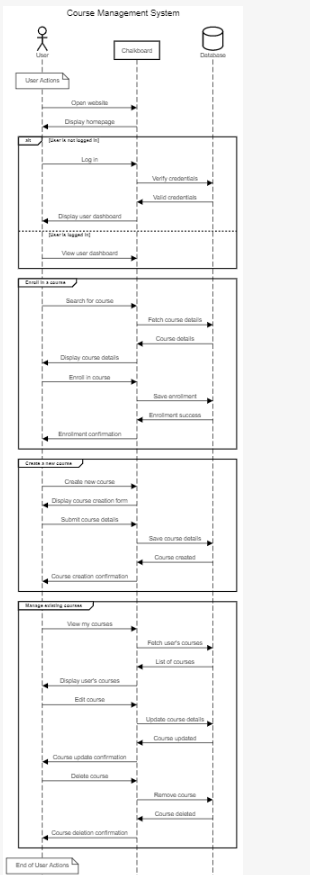 Course Management System
User
Chalkboard
Database
User Actions
Open website
Display homepage
alt
[User is not logged in]
Log in
Verify credentials
Valid credentials
Display user dashboard
[User is logged in]
View user dashboard
Enroll in a course
Search for course
Fetch course details
Course details
Display course details
Enroll in course
Save enrollment
Enrollment success
Enrollment confirmation
Create a new course
Create new course
Display course creation form
Submit course details
Save course details
Course created
Course creation confirmation
Manage existing courses
View my courses
Fetch user's courses
List of courses
Display user's courses
Edit course
Update course details
Course updated
Course update confirmation
Delete course
Remove course
Course deleted
Course deletion confirmation
End of User Actions